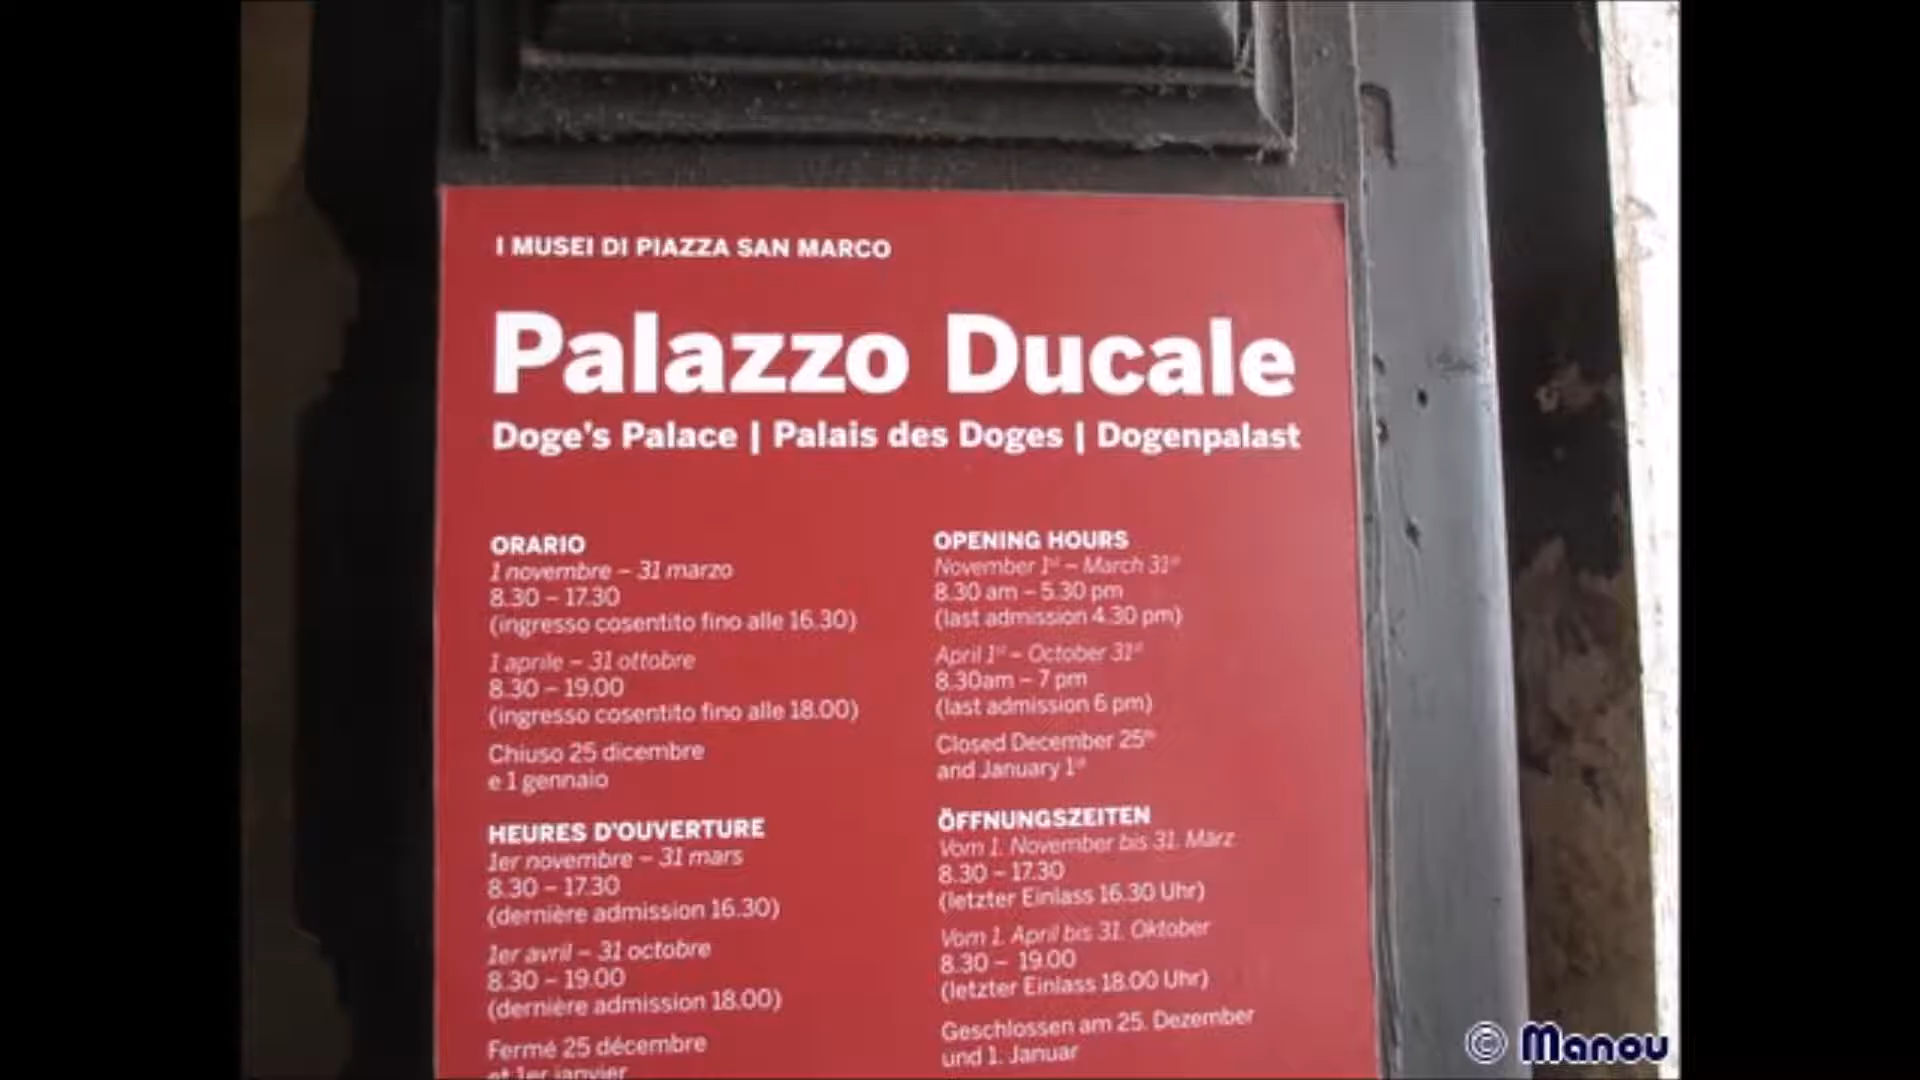 I MUSEI DI PIAZZA SAN MARCO
Palazzo Ducale
Doge's Palace | Palais des Doges | Dogenpalast
ORARIO
1 novembre – 31 marzo
8.30 – 17.30
(ingresso cosentito fino alle 16.30)
1 aprile – 31 ottobre
8.30 – 19.00
(ingresso cosentito fino alle 18.00)
Chiuso 25 dicembre
e 1 gennaio
OPENING HOURS
November 1st – March 31st
8.30 am – 5.30 pm
(last admission 4.30 pm)
April 1st – October 31st
8.30am – 7 pm
(last admission 6 pm)
Closed December 25th
and January 1st
HEURES D'OUVERTURE
1er novembre – 31 mars
8.30 – 17.30
(dernière admission 16.30)
1er avril – 31 octobre
8.30 – 19.00
(dernière admission 18.00)
Fermé 25 décembre
et 1er janvier
ÖFFNUNGSZEITEN
Vom 1. November bis 31. März
8.30 – 17.30
(letzter Einlass 16.30 Uhr)
Vom 1. April bis 31. Oktober
8.30 – 19.00
(letzter Einlass 18.00 Uhr)
Geschlossen am 25. Dezember
und 1. Januar
© Manou